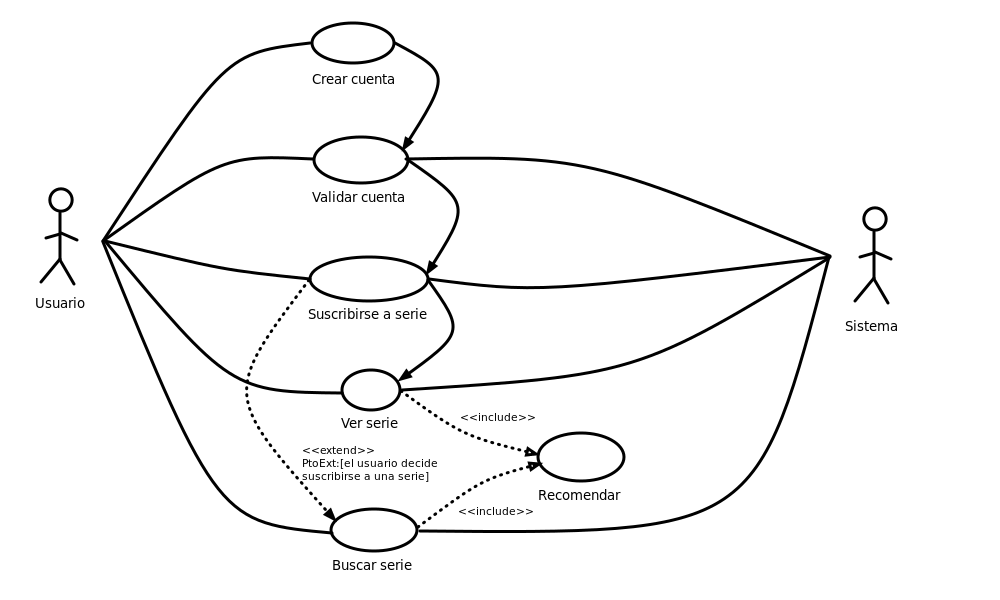 Crear cuenta
Validar cuenta
Usuario
Suscribirse a serie
Sistema
Ver serie
<<include>>
<<extend>>
PtoExt:[el usuario decide
suscribirse a una serie]
Recomendar
<<include>>
Buscar serie